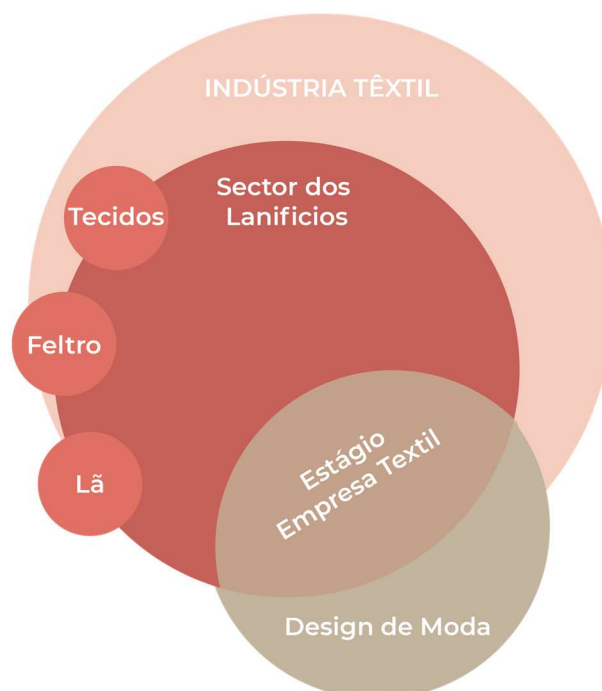 INDÚSTRIA TÊXTIL
Sector dos
Lanificios
Tecidos
Feltro
Lã
Estágio
Empresa Textil
Design de Moda